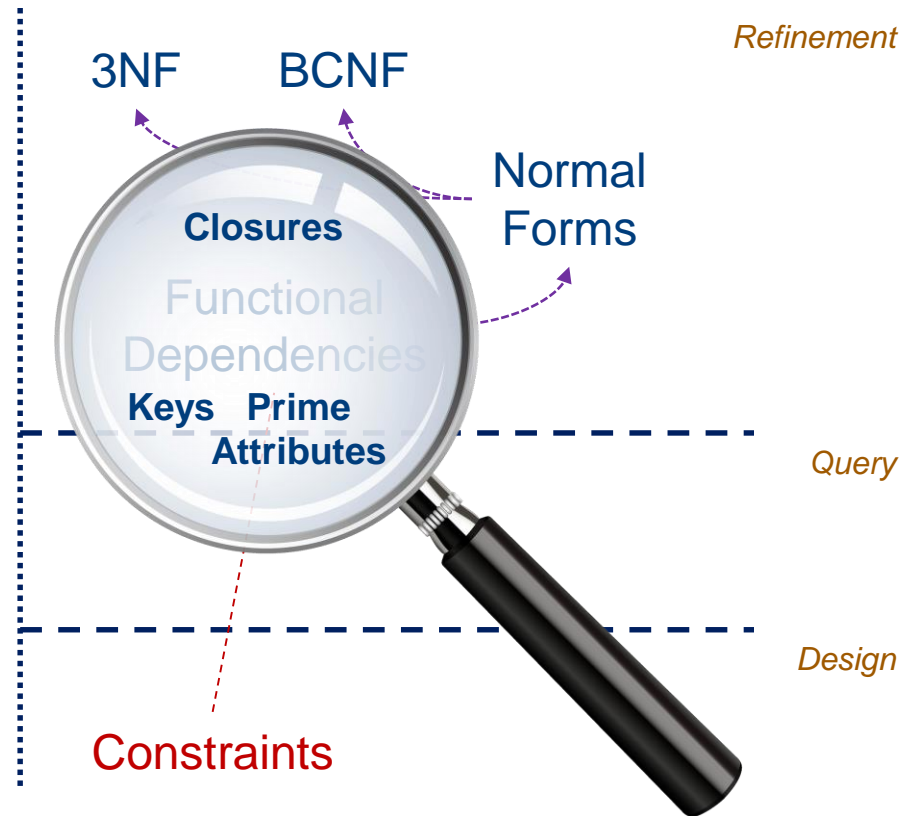 Refinement
3NF BCNF
Normal
Forms
Closures
Functional
Dependencies
Keys Prime
Attributes
Query
Design
Constraints